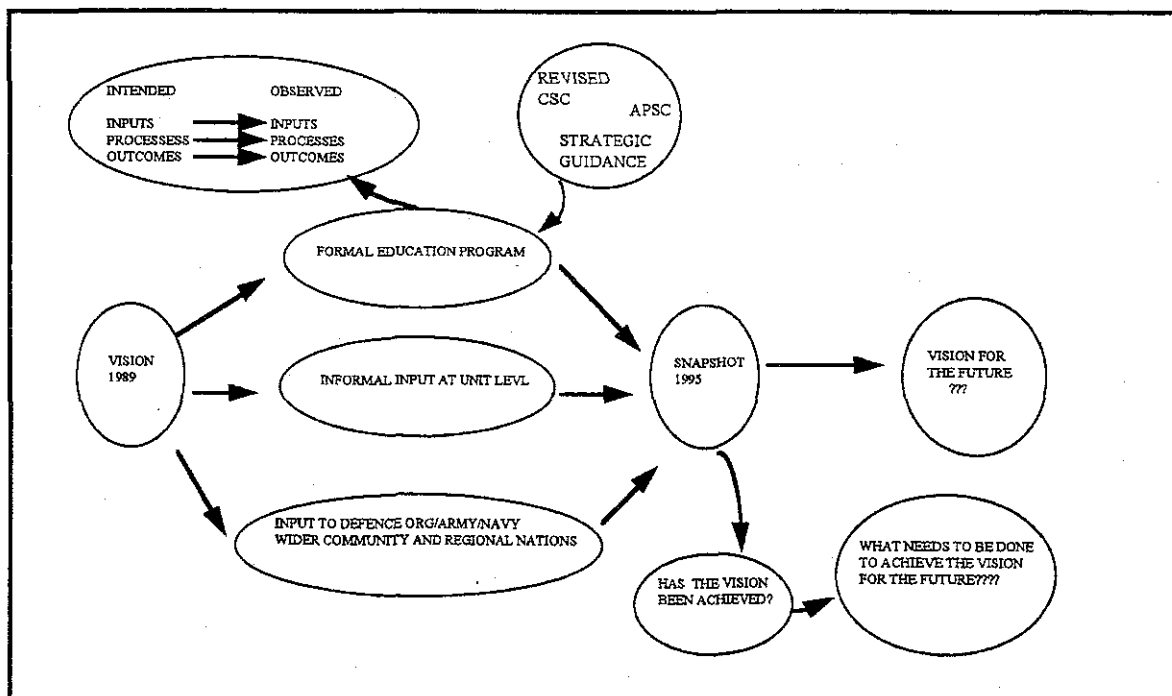 INTENDED OBSERVED
INPUTS INPUTS
PROCESSESS PROCESSES
OUTCOMES OUTCOMES
REVISED
CSC
APSC
STRATEGIC
GUIDANCE
FORMAL EDUCATION PROGRAM
VISION
1989
INFORMAL INPUT AT UNIT LEVL
SNAPSHOT
1995
VISION FOR
THE FUTURE
???
INPUT TO DEFENCE ORG/ARMY/NAVY
WIDER COMMUNITY AND REGIONAL NATIONS
HAS THE VISION
BEEN ACHIEVED?
WHAT NEEDS TO BE DONE
TO ACHIEVE THE VISION
FOR THE FUTURE????